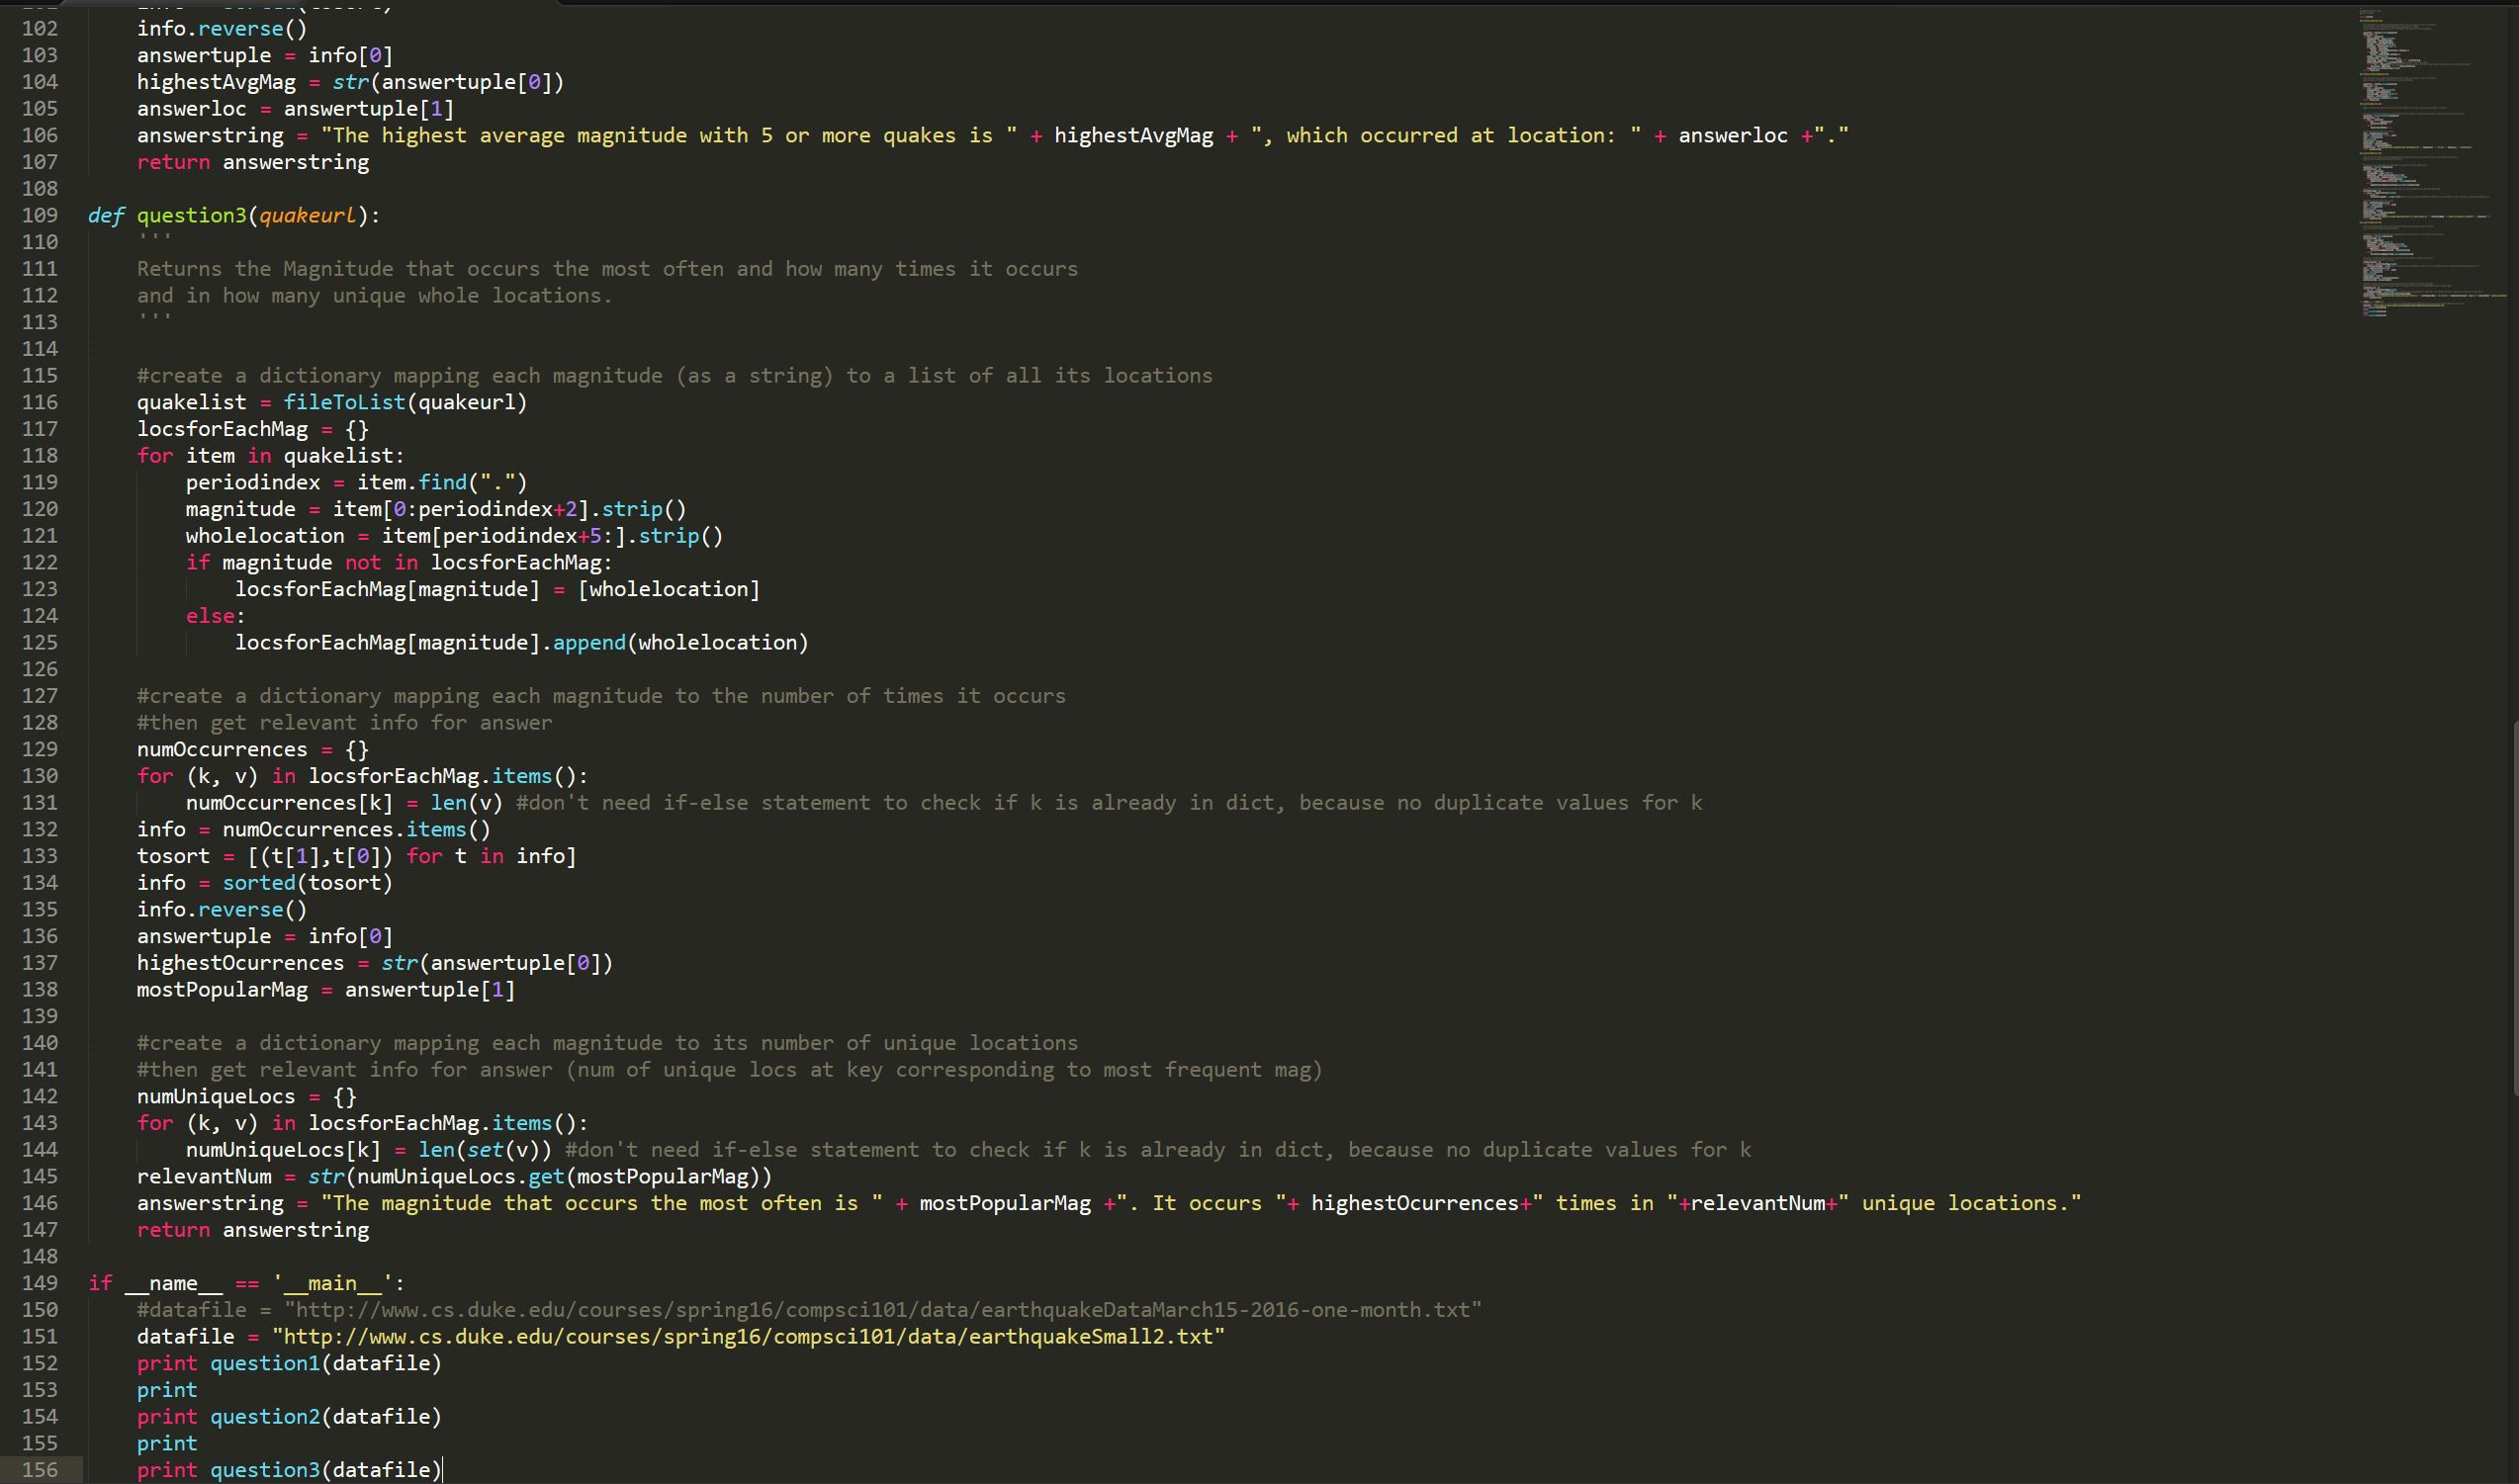 102     info.reverse()
103     answertuple = info[0]
104     highestAvgMag = str(answertuple[0])
105     answerloc = answertuple[1]
106     answerstring = "The highest average magnitude with 5 or more quakes is " + highestAvgMag + ", which occurred at location: " + answerloc +"."
107     return answerstring
108
109 def question3(quakeurl):
110     '''
111     Returns the Magnitude that occurs the most often and how many times it occurs
112     and in how many unique whole locations.
113     '''
114
115     #create a dictionary mapping each magnitude (as a string) to a list of all its locations
116     quakelist = fileToList(quakeurl)
117     locsforEachMag = {}
118     for item in quakelist:
119         periodindex = item.find(".")
120         magnitude = item[0:periodindex+2].strip()
121         wholelocation = item[periodindex+5:].strip()
122         if magnitude not in locsforEachMag:
123             locsforEachMag[magnitude] = [wholelocation]
124         else:
125             locsforEachMag[magnitude].append(wholelocation)
126
127     #create a dictionary mapping each magnitude to the number of times it occurs
128     #then get relevant info for answer
129     numOccurrences = {}
130     for (k, v) in locsforEachMag.items():
131         numOccurrences[k] = len(v) #don't need if-else statement to check if k is already in dict, because no duplicate values for k
132     info = numOccurrences.items()
133     tosort = [(t[1],t[0]) for t in info]
134     info = sorted(tosort)
135     info.reverse()
136     answertuple = info[0]
137     highestOcurrences = str(answertuple[0])
138     mostPopularMag = answertuple[1]
139
140     #create a dictionary mapping each magnitude to its number of unique locations
141     #then get relevant info for answer (num of unique locs at key corresponding to most frequent mag)
142     numUniqueLocs = {}
143     for (k, v) in locsforEachMag.items():
144         numUniqueLocs[k] = len(set(v)) #don't need if-else statement to check if k is already in dict, because no duplicate values for k
145     relevantNum = str(numUniqueLocs.get(mostPopularMag))
146     answerstring = "The magnitude that occurs the most often is " + mostPopularMag +". It occurs "+ highestOcurrences+" times in "+relevantNum+" unique locations."
147     return answerstring
148
149 if __name__ == '__main__':
150     #datafile = "http://www.cs.duke.edu/courses/spring16/compsci101/data/earthquakeDataMarch15-2016-one-month.txt"
151     datafile = "http://www.cs.duke.edu/courses/spring16/compsci101/data/earthquakeSmall2.txt"
152     print question1(datafile)
153     print
154     print question2(datafile)
155     print
156     print question3(datafile)